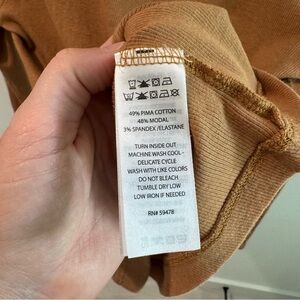 49% PIMA COTTON
48% MODAL
3% SPANDEX/ELASTANE
TURN INSIDE OUT
MACHINE WASH COOL -
DELICATE CYCLE
WASH WITH LIKE COLORS
DO NOT BLEACH
TUMBLE DRY LOW
LOW IRON IF NEEDED
RN# 59478